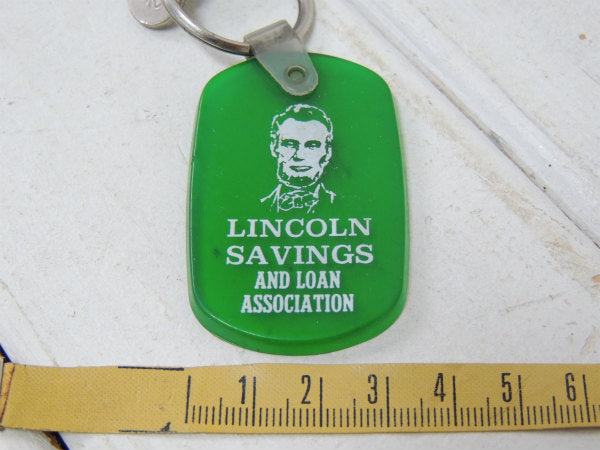 LINCOLN
SAVINGS
AND LOAN
ASSOCIATION
1 2 3 4 5 6